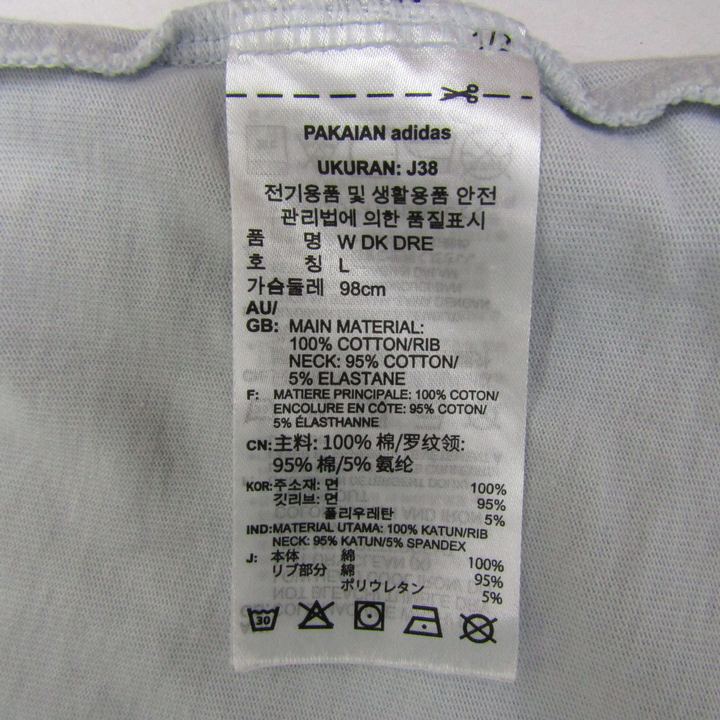 1/2
PAKAIAN adidas
UKURAN: J38
전기용품 및 생활용품 안전
관리법에 의한 품질표시
품 명 W DK DRE
호 칭 L
가슴둘레 98cm
AU/
GB: MAIN MATERIAL:
100% COTTON/RIB
NECK: 95% COTTON/
5% ELASTANE
F: MATIERE PRINCIPALE: 100% COTON/
ENCOLURE EN CÔTE: 95% COTON/
5% ÉLASTHANNE
CN: 主料: 100% 棉/罗纹领:
95% 棉/5% 氨纶
KOR: 주소재: 면 100%
깃리브: 면 95%
폴리우레탄 5%
IND: MATERIAL UTAMA: 100% KATUN/RIB
NECK: 95% KATUN/5% SPANDEX
J: 本体 綿 100%
リブ部分 綿 95%
ポリウレタン 5%
30